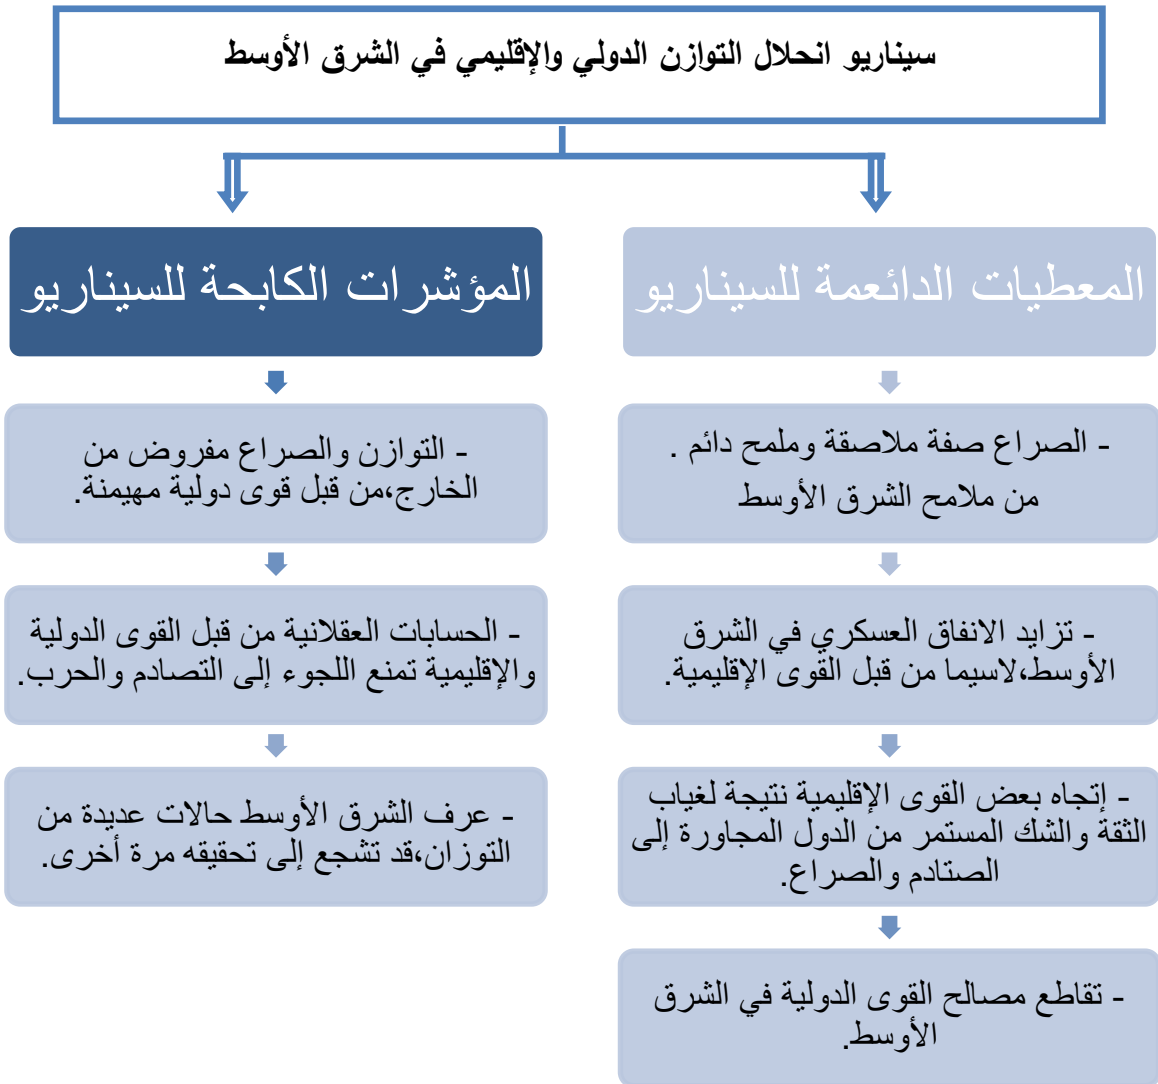 سيناريو انحلال التوازن الدولي والإقليمي في الشرق الأوسط
المعطيات الدائعمة للسيناريو
- الصراع صفة ملاصقة وملمح دائم .
من ملامح الشرق الأوسط
- تزايد الانفاق العسكري في الشرق
الأوسط،لاسيما من قبل القوى الإقليمية.
- إتجاه بعض القوى الإقليمية نتيجة لغياب
الثقة والشك المستمر من الدول المجاورة إلى
الصتادم والصراع.
- تقاطع مصالح القوى الدولية في الشرق
الأوسط.
المؤشرات الكابحة للسيناريو
- التوازن والصراع مفروض من
الخارج،من قبل قوى دولية مهيمنة.
- الحسابات العقلانية من قبل القوى الدولية
والإقليمية تمنع اللجوء إلى التصادم والحرب.
- عرف الشرق الأوسط حالات عديدة من
التوزان،قد تشجع إلى تحقيقه مرة أخرى.